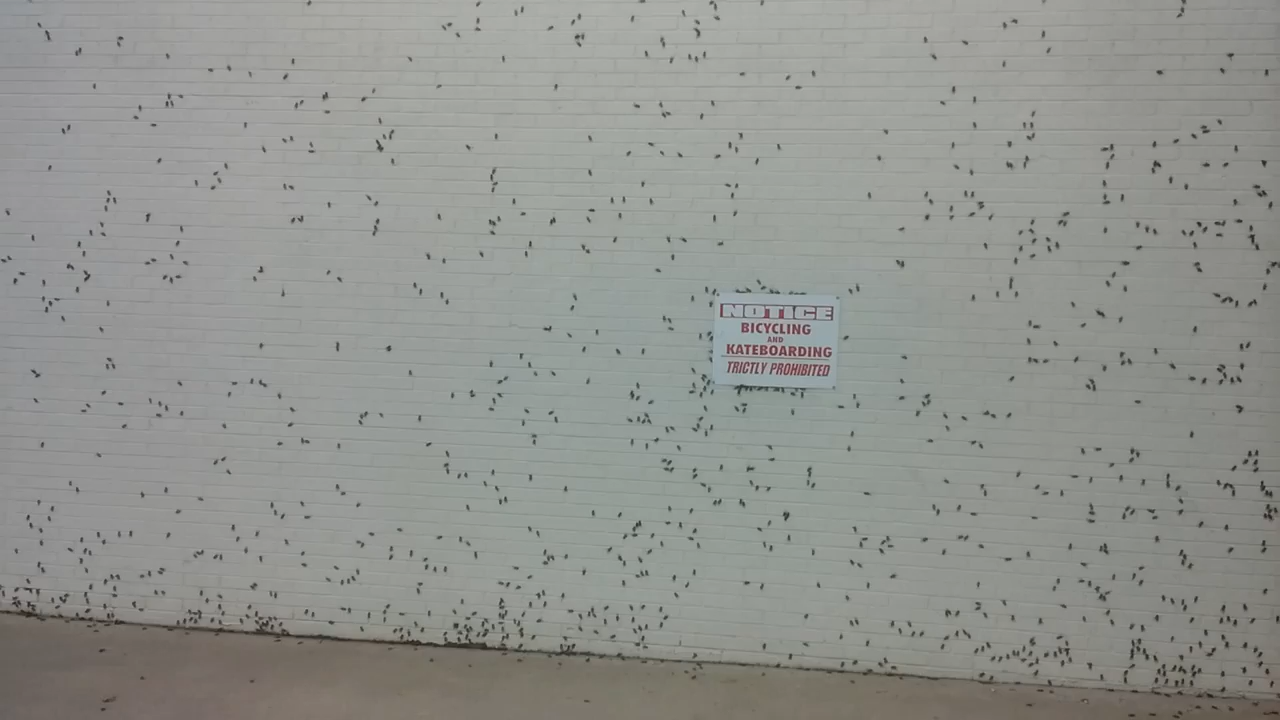 NOTICE
BICYCLING
AND
KATEBOARDING
TRICTLY PROHIBITED